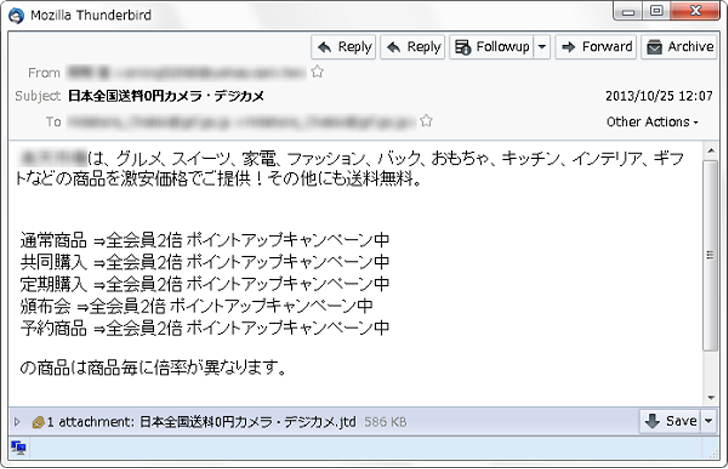 Mozilla Thunderbird
Reply Reply Followup Forward Archive
From
Subject 日本全国送料0円カメラ・デジカメ 2013/10/25 12:07
To Other Actions
は、グルメ、スイーツ、家電、ファッション、バック、おもちゃ、キッチン、インテリア、ギフ
トなどの商品を激安価格でご提供！その他にも送料無料。
通常商品 ⇒全会員2倍 ポイントアップキャンペーン中
共同購入 ⇒全会員2倍 ポイントアップキャンペーン中
定期購入 ⇒全会員2倍 ポイントアップキャンペーン中
頒布会 ⇒全会員2倍 ポイントアップキャンペーン中
予約商品 ⇒全会員2倍 ポイントアップキャンペーン中
の商品は商品毎に倍率が異なります。
1 attachment: 日本全国送料0円カメラ・デジカメ.jtd 586 KB Save